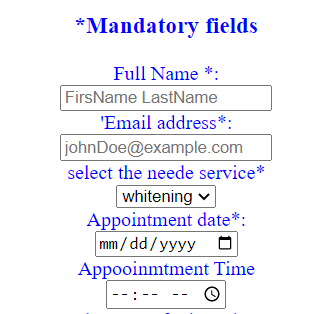 *Mandatory fields
Full Name *:
FirsName LastName
'Email address*:
johnDoe@example.com
select the neede service*
whitening
Appointment date*:
mm/dd/yyyy
Appooinmtment Time
--:-- --